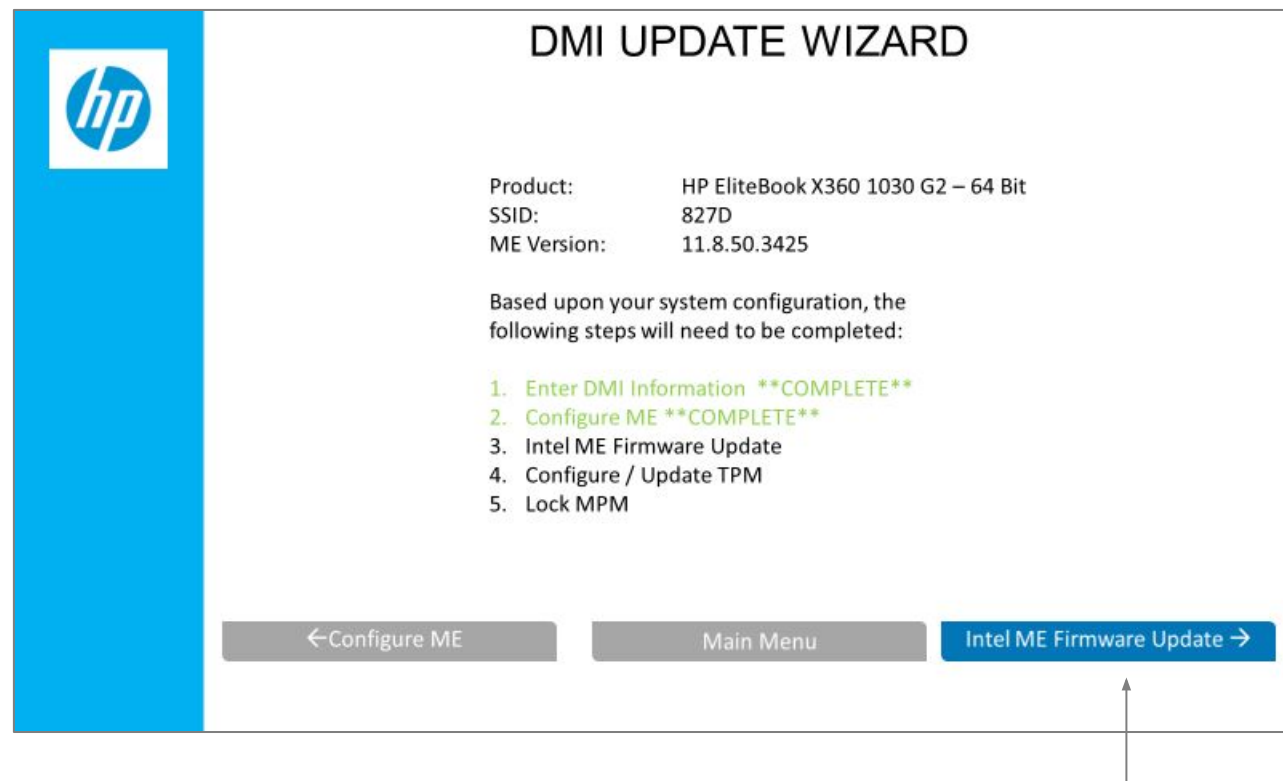 DMI UPDATE WIZARD
hp
Product: HP EliteBook X360 1030 G2 – 64 Bit
SSID: 827D
ME Version: 11.8.50.3425
Based upon your system configuration, the
following steps will need to be completed:
1. Enter DMI Information **COMPLETE**
2. Configure ME **COMPLETE**
3. Intel ME Firmware Update
4. Configure / Update TPM
5. Lock MPM
←Configure ME
Main Menu
Intel ME Firmware Update →